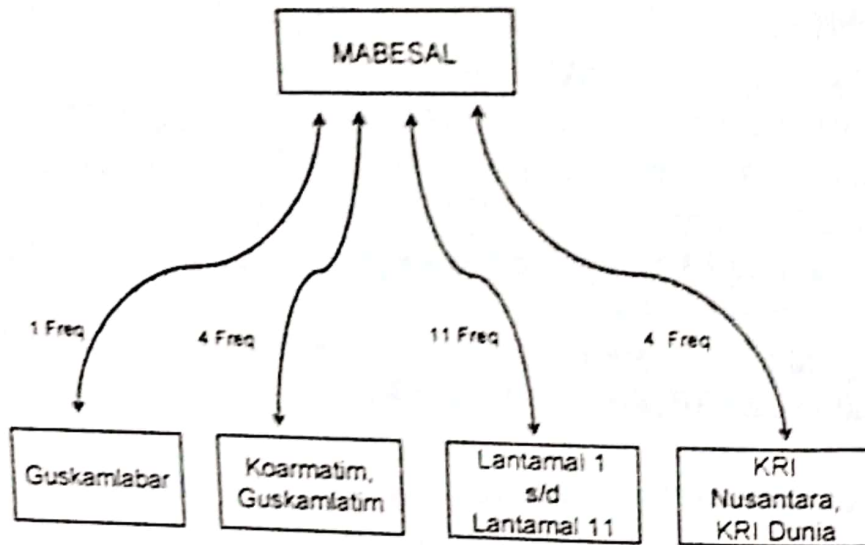 MABESAL
1 Freq
4 Freq
11 Freq
4 Freq
Guskamlabar
Koarmatim,
Guskamlatim
Lantamal 1
s/d
Lantamal 11
KRI
Nusantara,
KRI Dunia